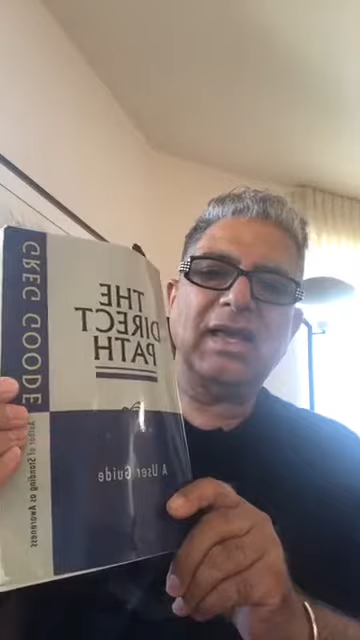 GREG GOODE
Author of Standing as Awareness
THE
DIRECT
PATH
A User Guide